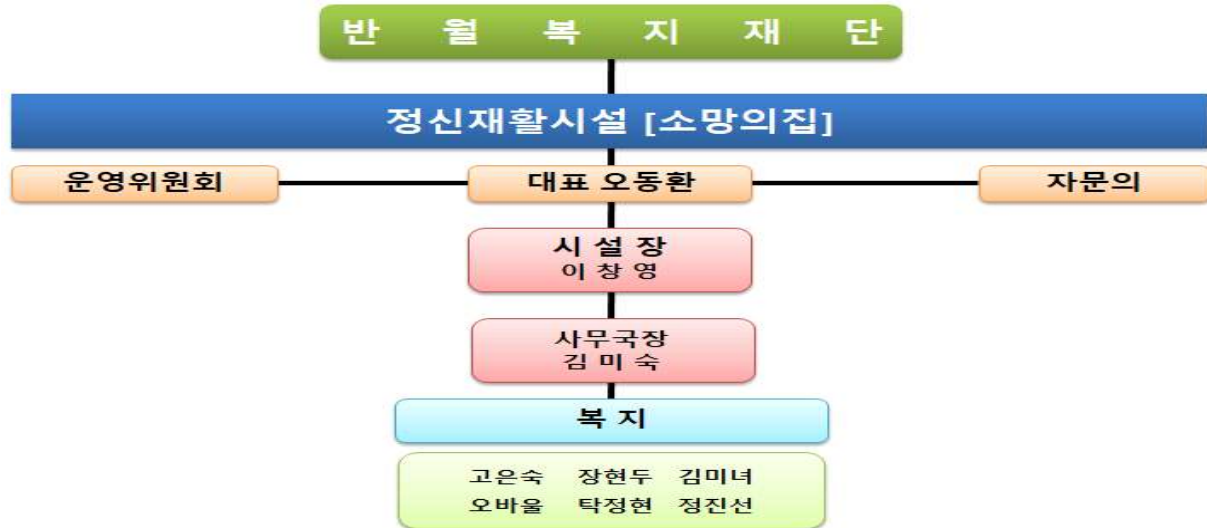 반 월 복 지 재 단
정신재활시설 [소망의집]
운영위원회 대표 오동환 자문의
시 설 장
이 창 영
사무국장
김 미 숙
복 지
고은숙 장현두 김미녀
오바울 탁정현 정진선